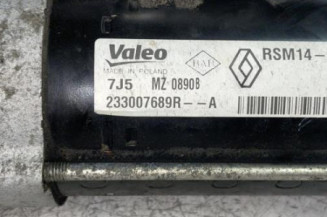 Valeo RSM14-
MADE IN POLAND
7J5 MZ 08908
233007689R--A